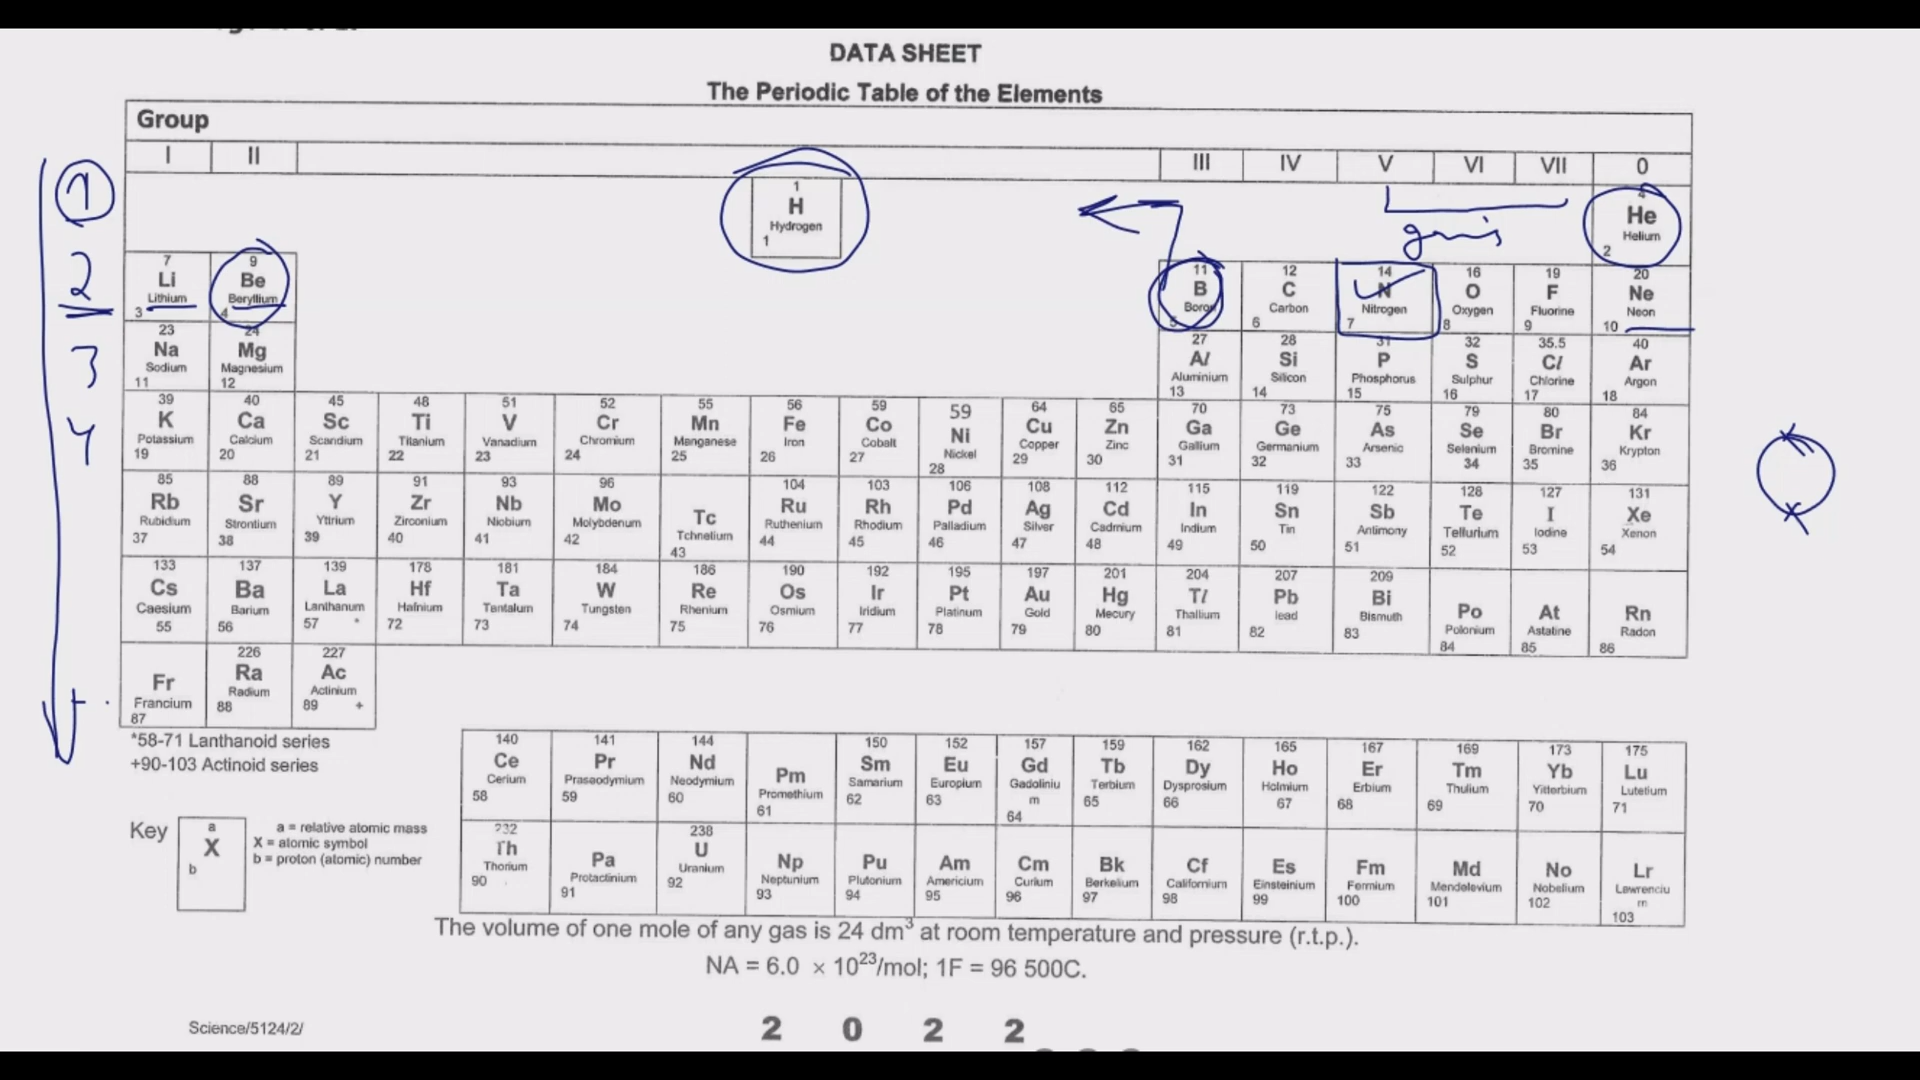 DATA SHEET
The Periodic Table of the Elements
Group
I II III IV V VI VII 0
1 H Hydrogen 1
4 He Helium 2
1
gasis
7 Li Lithium 3
9 Be Beryllium 4
11 B Boron 5
12 C Carbon 6
14 N Nitrogen 7
16 O Oxygen 8
19 F Fluorine 9
20 Ne Neon 10
2
23 Na Sodium 11
24 Mg Magnesium 12
27 Al Aluminium 13
28 Si Silicon 14
31 P Phosphorus 15
32 S Sulphur 16
35.5 Cl Chlorine 17
40 Ar Argon 18
3
39 K Potassium 19
40 Ca Calcium 20
45 Sc Scandium 21
48 Ti Titanium 22
51 V Vanadium 23
52 Cr Chromium 24
55 Mn Manganese 25
56 Fe Iron 26
59 Co Cobalt 27
59 Ni Nickel 28
64 Cu Copper 29
65 Zn Zinc 30
70 Ga Gallium 31
73 Ge Germanium 32
75 As Arsenic 33
79 Se Selenium 34
80 Br Bromine 35
84 Kr Krypton 36
4
85 Rb Rubidium 37
88 Sr Strontium 38
89 Y Yttrium 39
91 Zr Zirconium 40
93 Nb Niobium 41
96 Mo Molybdenum 42
Tc Tchnetium 43
104 Ru Ruthenium 44
103 Rh Rhodium 45
106 Pd Palladium 46
108 Ag Silver 47
112 Cd Cadmium 48
115 In Indium 49
119 Sn Tin 50
122 Sb Antimony 51
128 Te Tellurium 52
127 I Iodine 53
131 Xe Xenon 54
133 Cs Caesium 55
137 Ba Barium 56
139 La Lanthanum 57 *
178 Hf Hafnium 72
181 Ta Tantalum 73
184 W Tungsten 74
186 Re Rhenium 75
190 Os Osmium 76
192 Ir Iridium 77
195 Pt Platinum 78
197 Au Gold 79
201 Hg Mecury 80
204 Tl Thallium 81
207 Pb lead 82
209 Bi Bismuth 83
Po Polonium 84
At Astatine 85
Rn Radon 86
Fr Francium 87
226 Ra Radium 88
227 Ac Actinium 89 +
*58-71 Lanthanoid series
+90-103 Actinoid series
140 Ce Cerium 58
141 Pr Praseodymium 59
144 Nd Neodymium 60
Pm Promethium 61
150 Sm Samarium 62
152 Eu Europium 63
157 Gd Gadoliniu m 64
159 Tb Terbium 65
162 Dy Dysprosium 66
165 Ho Holmium 67
167 Er Erbium 68
169 Tm Thulium 69
173 Yb Yitterbium 70
175 Lu Lutetium 71
232 Th Thorium 90
Pa Protactinium 91
238 U Uranium 92
Np Neptunium 93
Pu Plutonium 94
Am Americium 95
Cm Curium 96
Bk Berkelium 97
Cf Californium 98
Es Einsteinium 99
Fm Fermium 100
Md Mendelevium 101
No Nobelium 102
Lr Lawrenciu m 103
Key
a X b
a = relative atomic mass
X = atomic symbol
b = proton (atomic) number
The volume of one mole of any gas is 24 dm³ at room temperature and pressure (r.t.p.).
NA = 6.0 × 10²³/mol; 1F = 96 500C.
Science/5124/2/
2 0 2 2